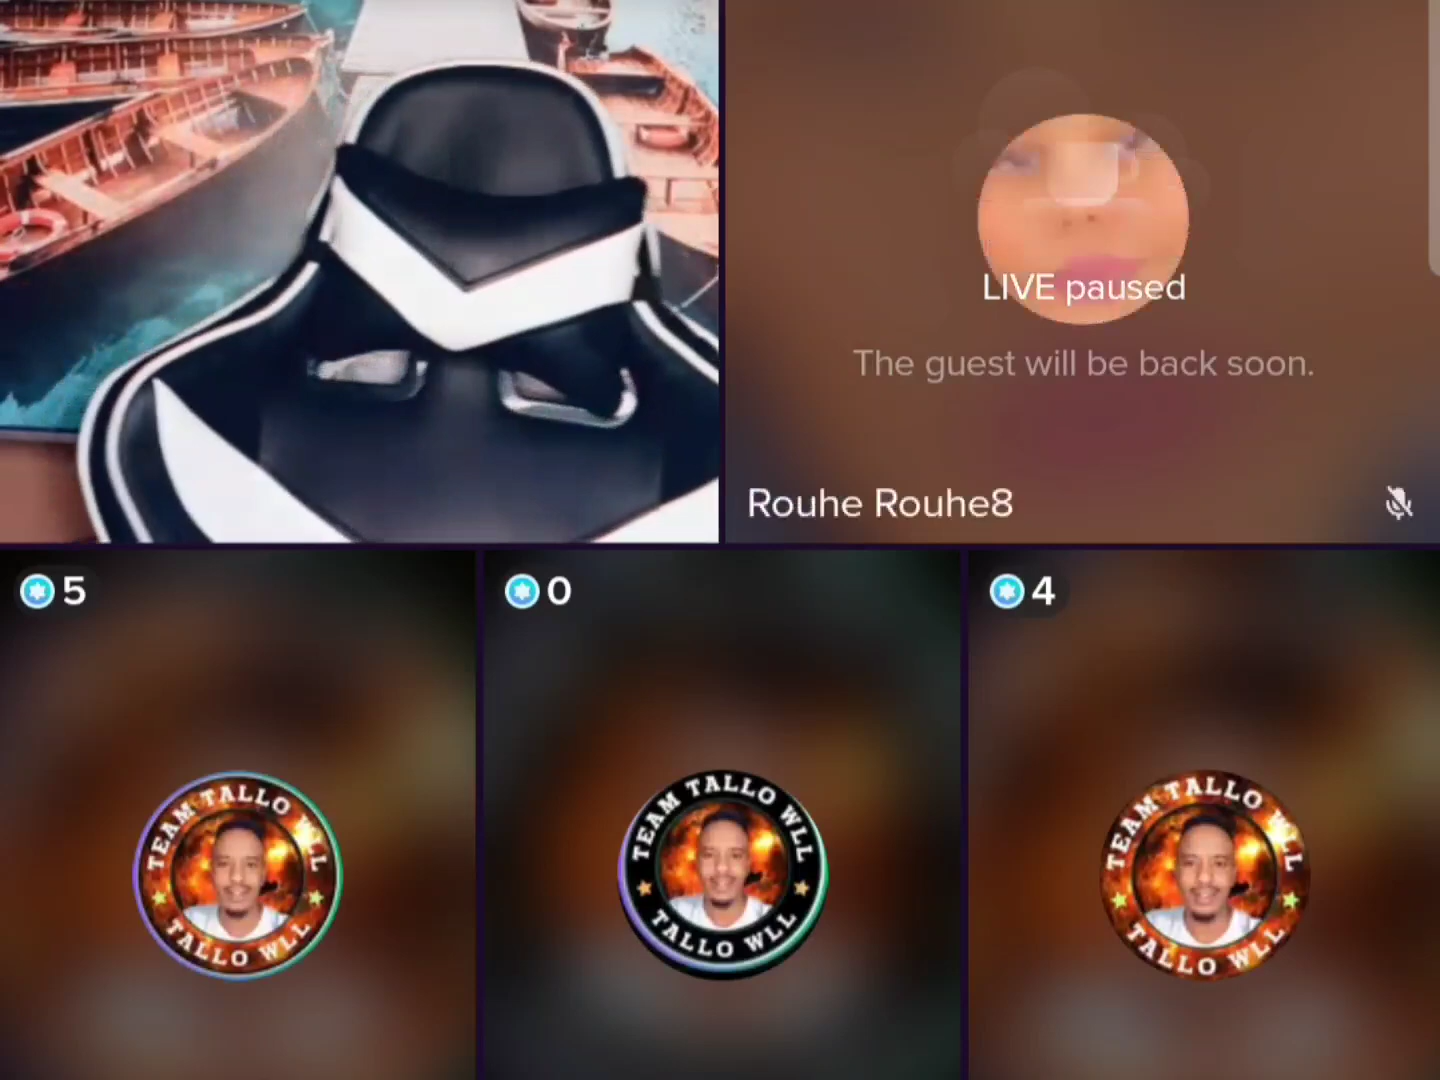 LIVE paused
The guest will be back soon.
Rouhe Rouhe8
5
0
4
TEAM TALLO WLL
TALLO WLL
TEAM TALLO WLL
TALLO WLL
TEAM TALLO WLL
TALLO WLL